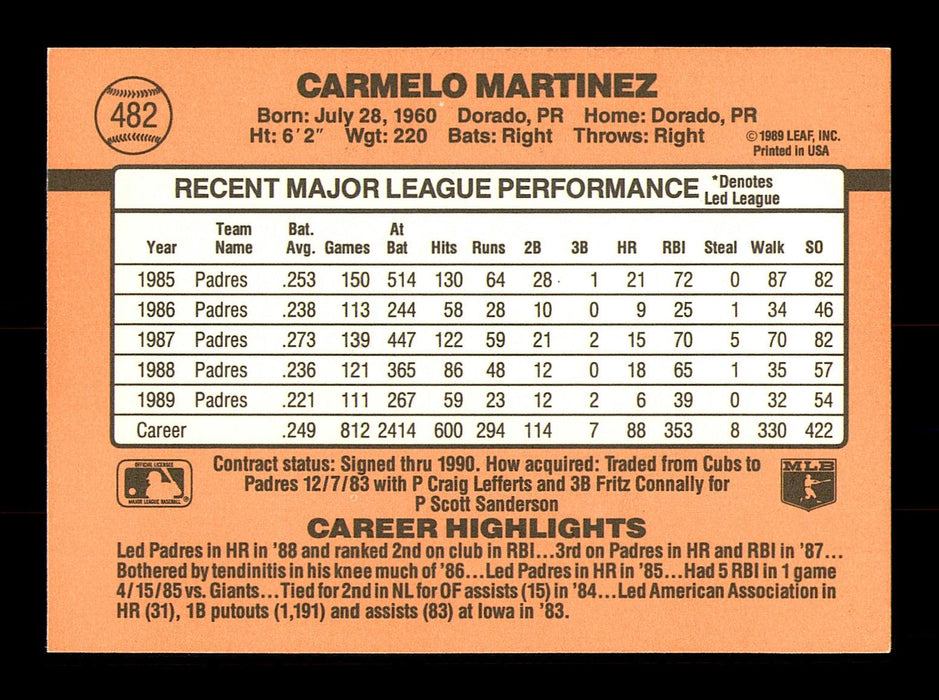 CARMELO MARTINEZ
482
Born: July 28, 1960 Dorado, PR Home: Dorado, PR
Ht: 6'2" Wgt: 220 Bats: Right Throws: Right
©1989 LEAF, INC.
Printed in USA
RECENT MAJOR LEAGUE PERFORMANCE *Denotes Led League
Year Team Name Bat. Avg. Games At Bat Hits Runs 2B 3B HR RBI Steal Walk SO
1985 Padres .253 150 514 130 64 28 1 21 72 0 87 82
1986 Padres .238 113 244 58 28 10 0 9 25 1 34 46
1987 Padres .273 139 447 122 59 21 2 15 70 5 70 82
1988 Padres .236 121 365 86 48 12 0 18 65 1 35 57
1989 Padres .221 111 267 59 23 12 2 6 39 0 32 54
Career .249 812 2414 600 294 114 7 88 353 8 330 422
OFFICIAL LICENSEE
MAJOR LEAGUE BASEBALL
Contract status: Signed thru 1990. How acquired: Traded from Cubs to
Padres 12/7/83 with P Craig Lefferts and 3B Fritz Connally for
P Scott Sanderson
MLB
CAREER HIGHLIGHTS
Led Padres in HR in '88 and ranked 2nd on club in RBI...3rd on Padres in HR and RBI in '87...
Bothered by tendinitis in his knee much of '86...Led Padres in HR in '85...Had 5 RBI in 1 game
4/15/85 vs. Giants...Tied for 2nd in NL for OF assists (15) in '84...Led American Association in
HR (31), 1B putouts (1,191) and assists (83) at Iowa in '83.